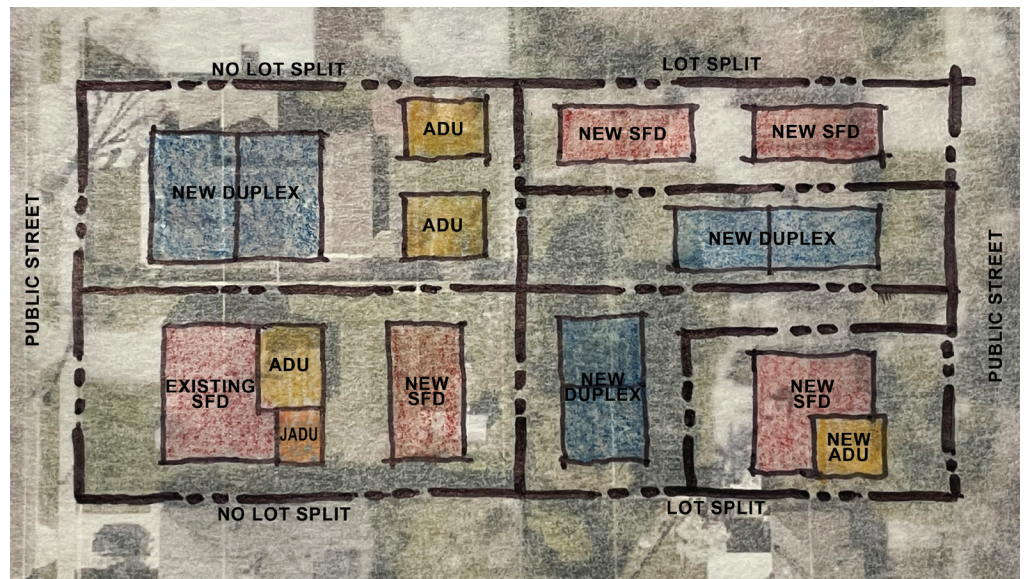 NO LOT SPLIT
LOT SPLIT
ADU
NEW SFD
NEW SFD
NEW DUPLEX
ADU
NEW DUPLEX
PUBLIC STREET
PUBLIC STREET
EXISTING
SFD
ADU
JADU
NEW
SFD
NEW
DUPLEX
NEW
SFD
NEW
ADU
NO LOT SPLIT
LOT SPLIT